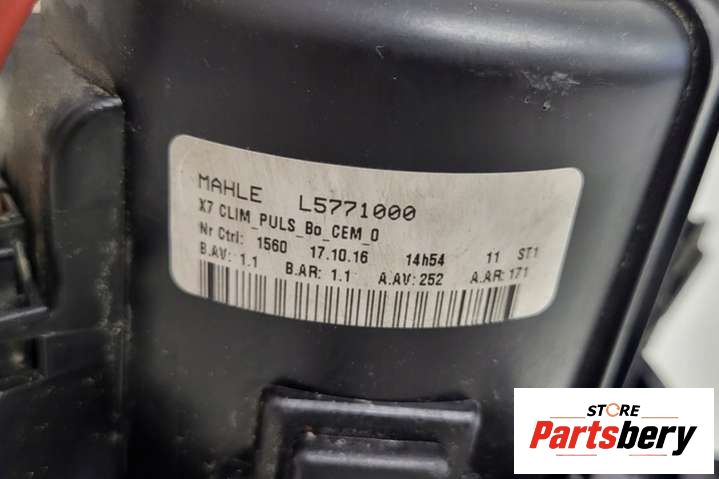 MAHLE L5771000
X7 CLIM_PULS_Bo_CEM_0
Nr Ctrl: 1560 17.10.16 14h54 11 ST1
B.AV: 1.1 B.AR: 1.1 A.AV: 252 A.AR: 171
STORE
Partsbery